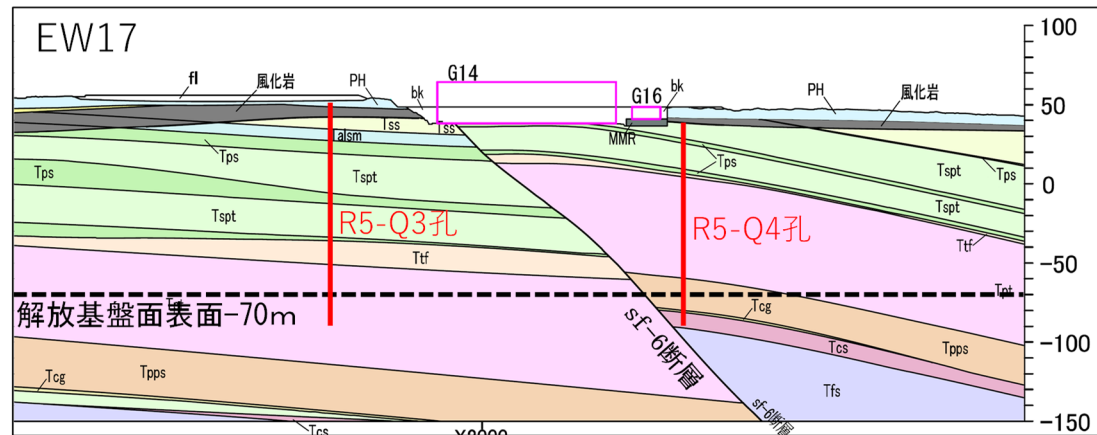 EW17
100
G14
fl
風化岩
PH
bk
G16
bk
PH
風化岩
50
Tss
Tss
MMR
Talsm
Tps
Tps
Tps
Tps
Tspt
Tspt
0
Tspt
R5-Q3孔
R5-Q4孔
Tspt
Ttf
Ttf
-50
Tpt
解放基盤面表面-70m
Tcg
sf-6断層
-100
Tcs
Tpps
Tcg
Tpps
Tfs
sf-6断層
-150
Tcs